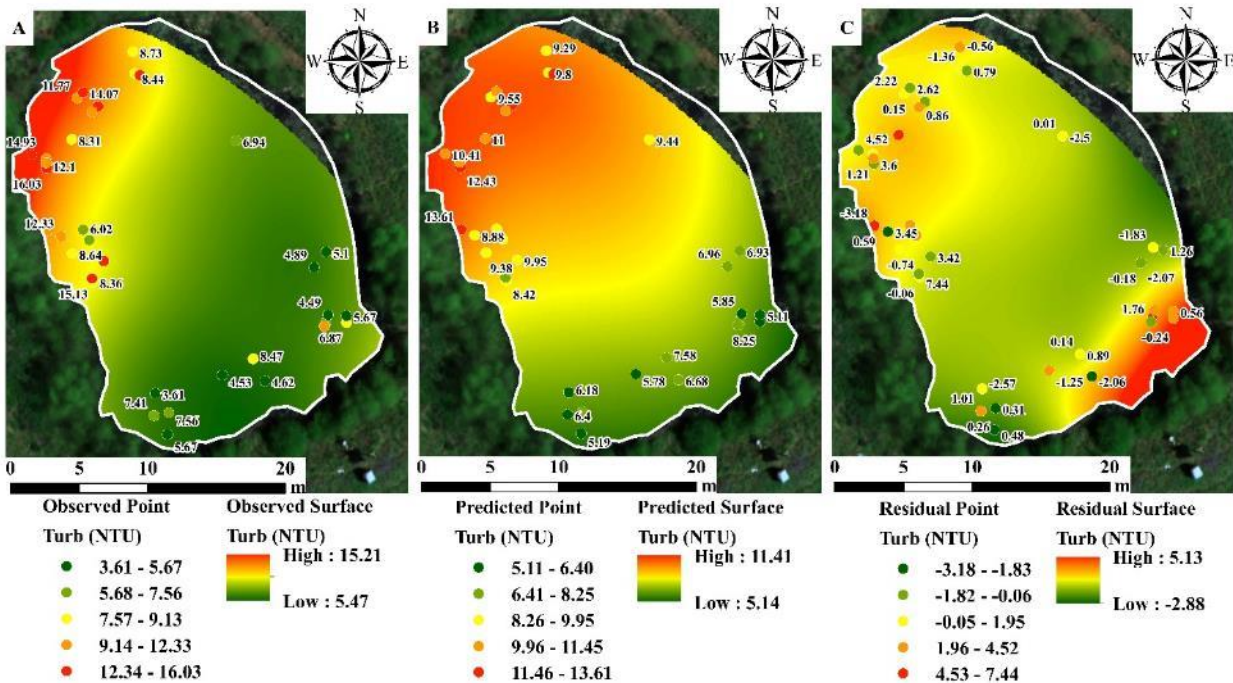 A
N
W
E
S
8.73
8.44
11.77
14.07
8.31
6.94
14.93
12.1
16.03
12.33
6.02
8.64
8.36
15.13
4.89
5.1
4.49
5.67
6.87
8.47
4.53
4.62
3.61
7.41
7.56
5.67
0 10 20
m
Observed Point
Turb (NTU)
3.61 - 5.67
5.68 - 7.56
7.57 - 9.13
9.14 - 12.33
12.34 - 16.03
Observed Surface
Turb (NTU)
High : 15.21
Low : 5.47
B
N
W
E
S
9.29
9.8
9.55
11
9.44
10.41
12.43
13.61
8.88
9.38
9.95
8.42
6.96
6.93
5.85
5.11
8.25
7.58
5.78
6.68
6.18
6.4
5.19
0 10 20
m
Predicted Point
Turb (NTU)
5.11 - 6.40
6.41 - 8.25
8.26 - 9.95
9.96 - 11.45
11.46 - 13.61
Predicted Surface
Turb (NTU)
High : 11.41
Low : 5.14
C
N
W
E
S
-0.56
-1.36
0.79
2.22
2.62
0.15
0.86
0.01
-2.5
4.52
3.6
1.21
-3.18
3.45
0.59
-0.74
3.42
7.44
-0.06
-1.83
1.26
-0.18
-2.07
1.76
0.56
-0.24
0.14
0.89
-1.25
-2.06
-2.57
1.01
0.31
0.26
0.48
0 10 20
m
Residual Point
Turb (NTU)
-3.18 - -1.83
-1.82 - -0.06
-0.05 - 1.95
1.96 - 4.52
4.53 - 7.44
Residual Surface
Turb (NTU)
High : 5.13
Low : -2.88